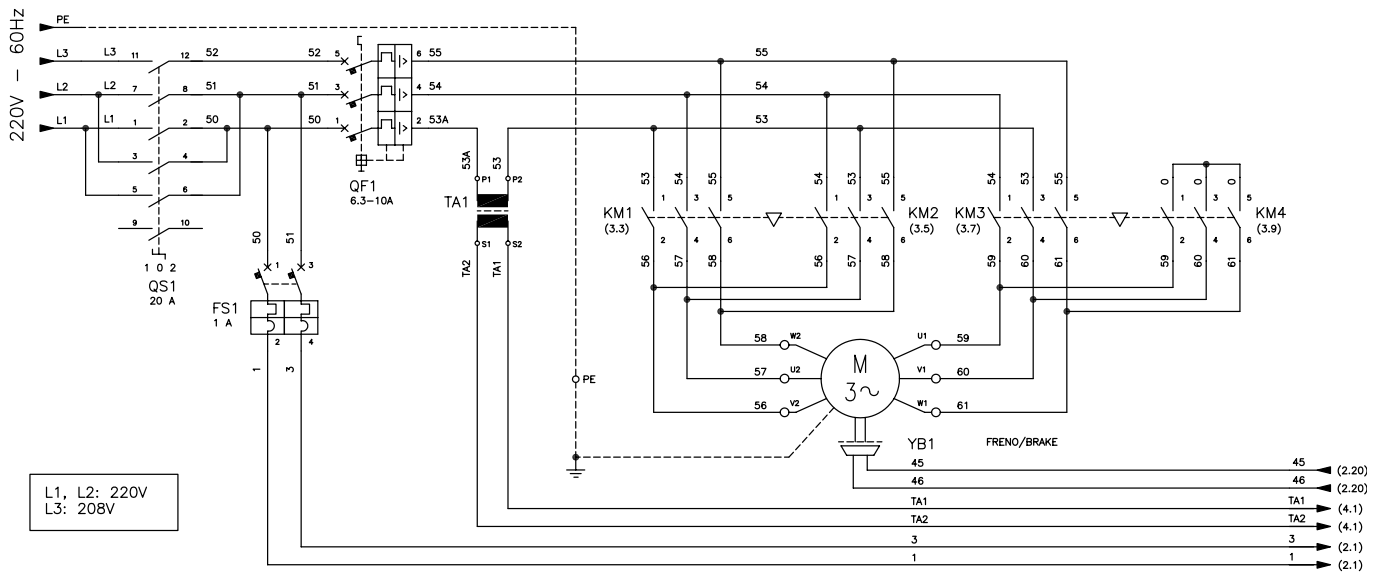 220V - 60Hz
PE
L3 L3 11 12 52 52 5 6 55 55
L2 L2 7 8 51 51 3 4 54 54
L1 L1 1 2 50 50 1 2 53A 53
3 4
5 6
9 10
1 0 2
QS1
20 A
QF1
6.3-10A
50 51
1 3
FS1
1 A
2 4
1 3
53A 53
P1 P2
TA1
S1 S2
TA2 TA1
53 54 55 54 53 55 54 53 55 0 0 0
1 3 5 1 3 5 1 3 5 1 3 5
KM1 KM2 KM3 KM4
(3.3) (3.5) (3.7) (3.9)
2 4 6 2 4 6 2 4 6 2 4 6
56 57 58 56 57 58 59 60 61 59 60 61
58 W2 U1 59
57 U2 V1 60
56 V2 W1 61
M
3~
PE
YB1 FRENO/BRAKE
45 45 (2.20)
46 46 (2.20)
TA1 TA1 (4.1)
TA2 TA2 (4.1)
3 3 (2.1)
1 1 (2.1)
L1, L2: 220V
L3: 208V